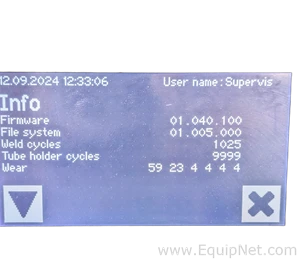 12.09.2024 12:33:06 User name: Supervis
Info
Firmware 01.040.100
File system 01.005.000
Weld cycles 1025
Tube holder cycles 9999
Wear 59 23 4 4 4 4
www.EquipNet.com